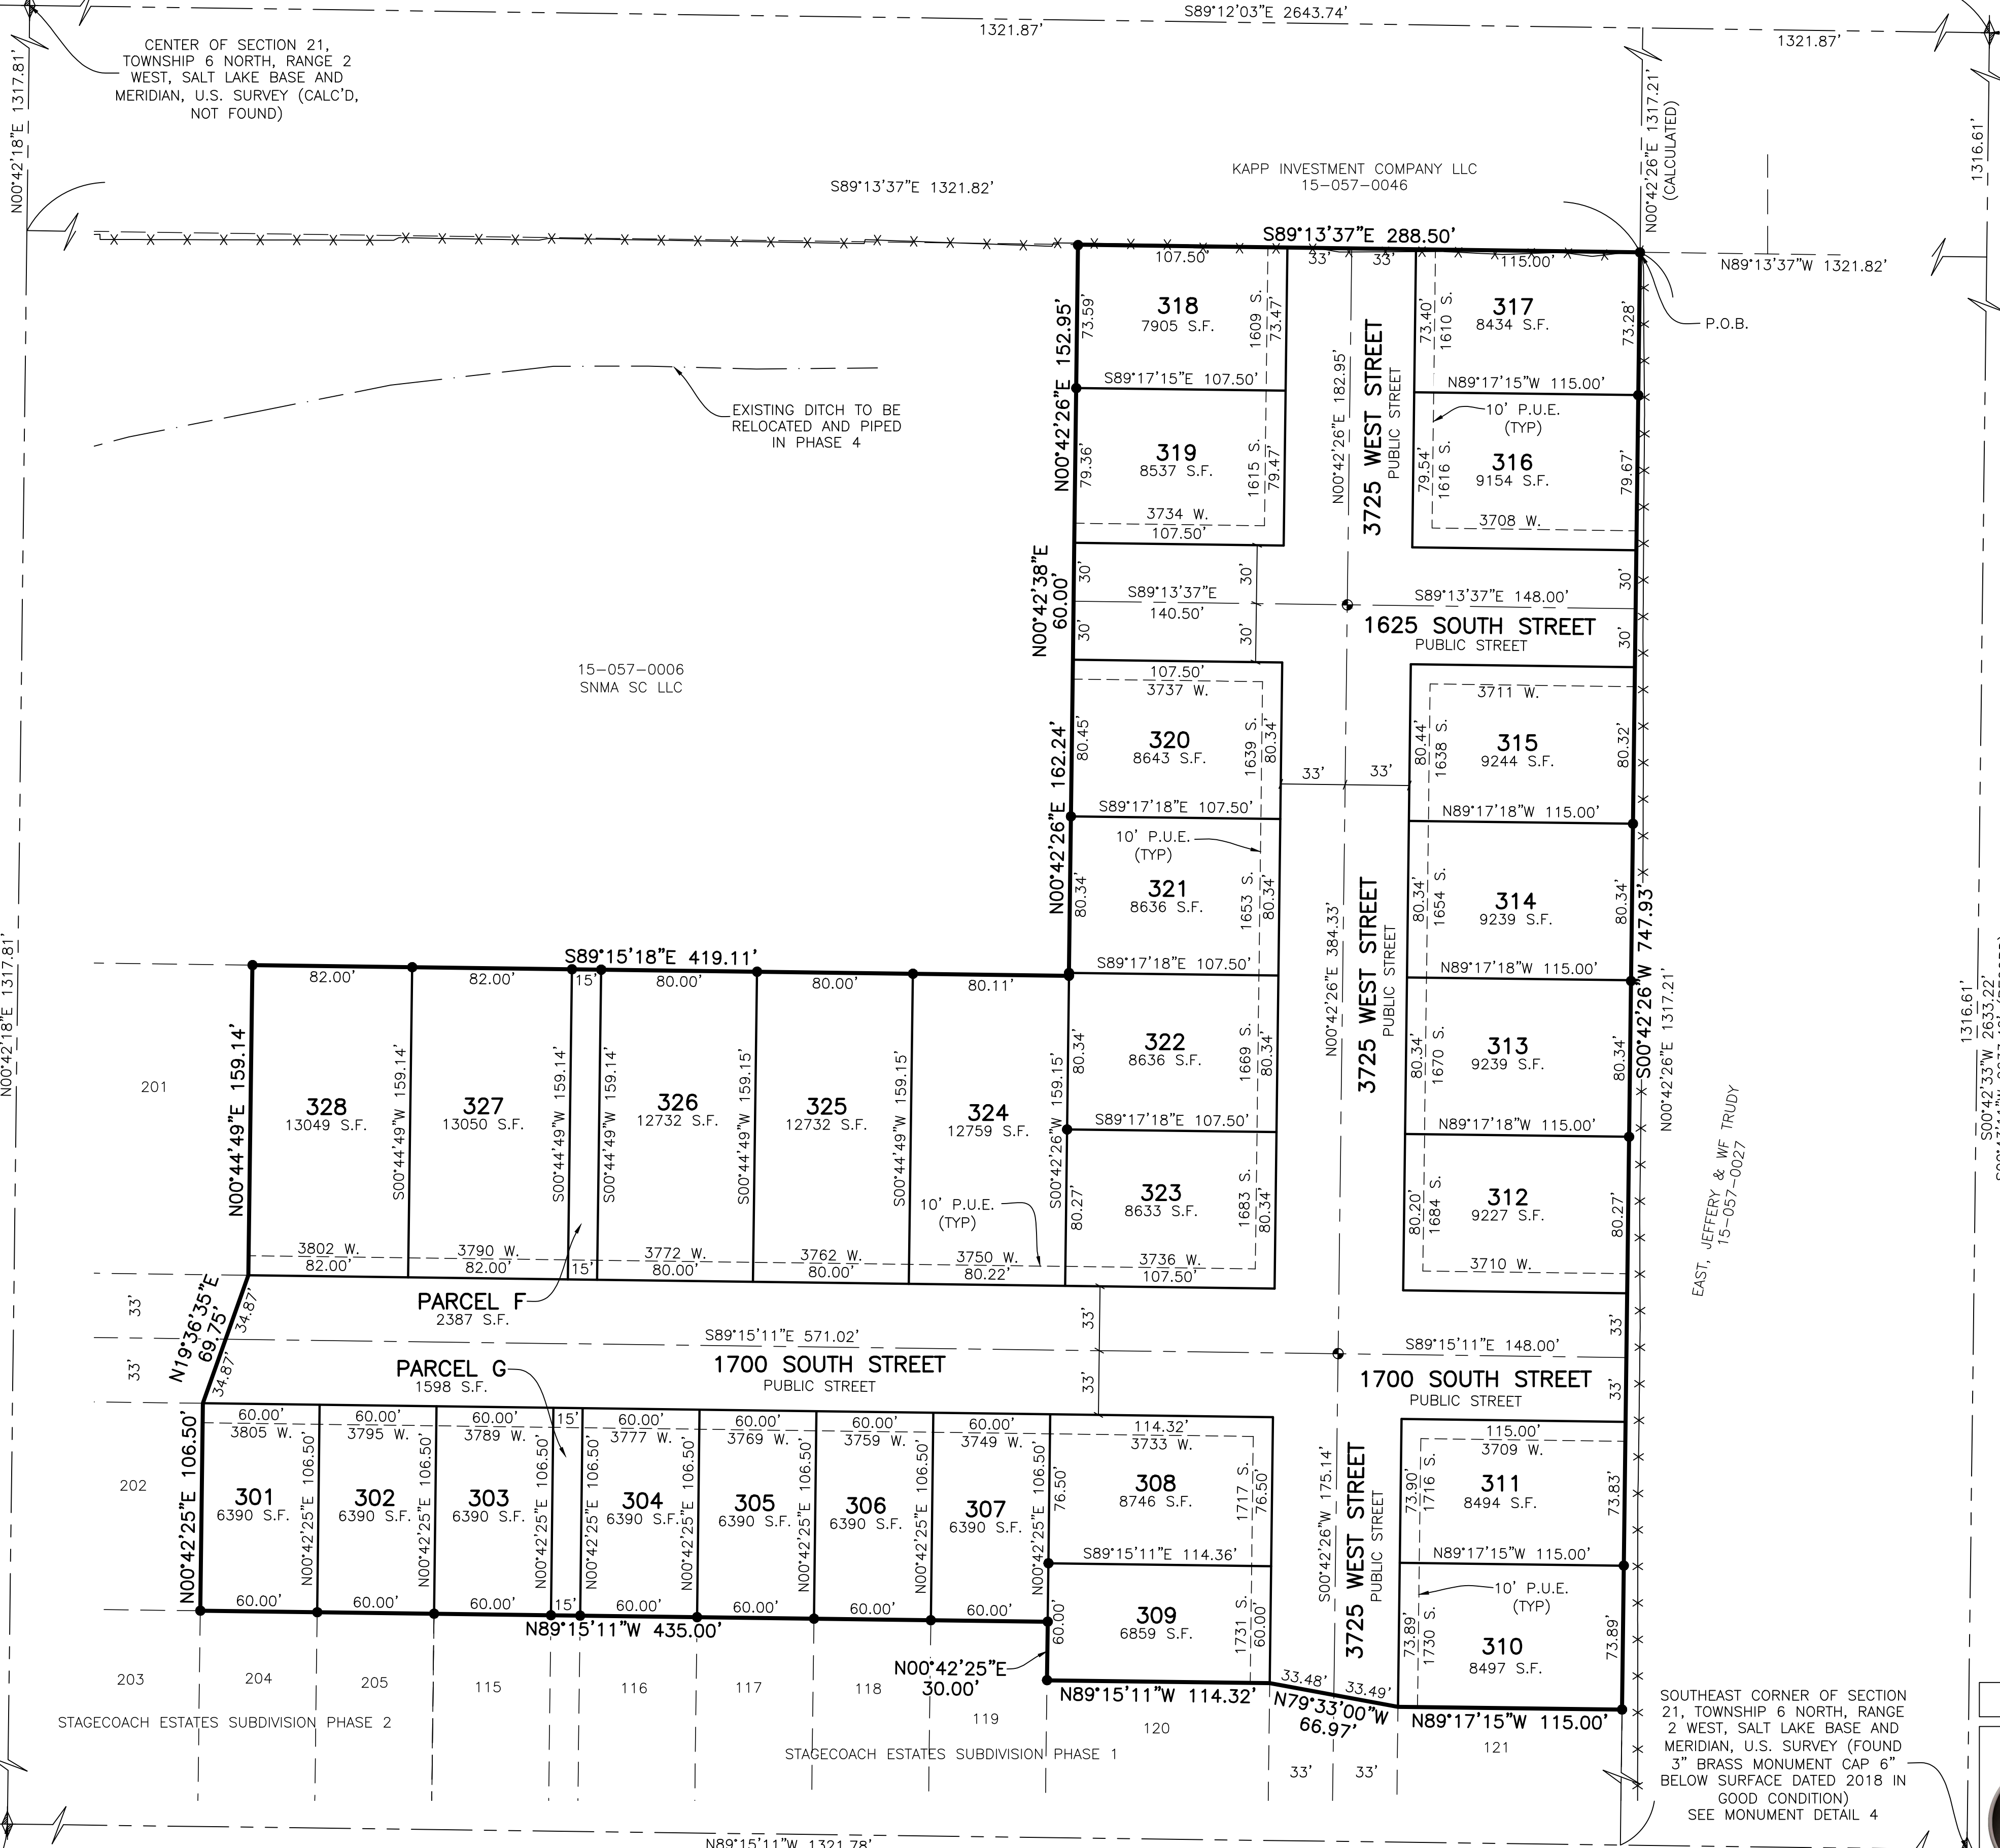 S89°12'03"E 2643.74'
1321.87'
1321.87'
CENTER OF SECTION 21,
TOWNSHIP 6 NORTH, RANGE 2
WEST, SALT LAKE BASE AND
MERIDIAN, U.S. SURVEY (CALC'D,
NOT FOUND)
N00°42'18"E 1317.81'
N00°42'26"E 1317.21'
(CALCULATED)
1316.61'
KAPP INVESTMENT COMPANY LLC
15-057-0046
S89°13'37"E 1321.82'
S89°13'37"E 288.50'
N89°13'37"W 1321.82'
P.O.B.
107.50'
33'
33'
115.00'
N00°42'26"E 152.95'
73.59'
318
7905 S.F.
1609 S.
73.47'
S89°17'15"E 107.50'
79.36'
319
8537 S.F.
1615 S.
79.47'
3734 W.
107.50'
N00°42'26"E 182.95'
3725 WEST STREET
PUBLIC STREET
73.40'
1610 S.
317
8434 S.F.
73.28'
N89°17'15"W 115.00'
10' P.U.E.
(TYP)
79.54'
1616 S.
316
9154 S.F.
79.67'
3708 W.
EXISTING DITCH TO BE
RELOCATED AND PIPED
IN PHASE 4
N00°42'38"E
60.00'
30'
30'
30'
30'
S89°13'37"E
140.50'
S89°13'37"E 148.00'
30'
30'
1625 SOUTH STREET
PUBLIC STREET
15-057-0006
SNMA SC LLC
107.50'
3737 W.
N00°42'26"E 162.24'
80.45'
320
8643 S.F.
1639 S.
80.34'
S89°17'18"E 107.50'
10' P.U.E.
(TYP)
80.34'
321
8636 S.F.
1653 S.
80.34'
S89°17'18"E 107.50'
80.34'
322
8636 S.F.
1669 S.
80.34'
S89°17'18"E 107.50'
80.27'
323
8633 S.F.
1683 S.
80.34'
3736 W.
107.50'
33'
33'
N00°42'26"E 384.33'
3725 WEST STREET
PUBLIC STREET
3711 W.
80.44'
1638 S.
315
9244 S.F.
80.32'
N89°17'18"W 115.00'
80.34'
1654 S.
314
9239 S.F.
80.34'
N89°17'18"W 115.00'
80.34'
1670 S.
313
9239 S.F.
80.34'
N89°17'18"W 115.00'
80.20'
1684 S.
312
9227 S.F.
80.27'
3710 W.
S00°42'26"W 747.93'
N00°42'26"E 1317.21'
EAST, JEFFERY & WF TRUDY
15-057-0027
1316.61'
S00°42'33"W 2633.22'
N00°42'18"E 1317.81'
S89°15'18"E 419.11'
82.00'
82.00'
15'
80.00'
80.00'
80.11'
201
N00°44'49"E 159.14'
328
13049 S.F.
S00°44'49"W 159.14'
327
13050 S.F.
S00°44'49"W 159.14'
S00°44'49"W 159.14'
326
12732 S.F.
S00°44'49"W 159.15'
325
12732 S.F.
S00°44'49"W 159.15'
324
12759 S.F.
S00°42'26"W 159.15'
10' P.U.E.
(TYP)
3802 W.
82.00'
3790 W.
82.00'
15'
3772 W.
80.00'
3762 W.
80.00'
3750 W.
80.22'
N19°36'35"E
69.75'
34.87'
34.87'
33'
33'
PARCEL F
2387 S.F.
S89°15'11"E 571.02'
1700 SOUTH STREET
PUBLIC STREET
33'
33'
S89°15'11"E 148.00'
1700 SOUTH STREET
PUBLIC STREET
33'
33'
PARCEL G
1598 S.F.
60.00'
3805 W.
60.00'
3795 W.
60.00'
3789 W.
15'
60.00'
3777 W.
60.00'
3769 W.
60.00'
3759 W.
60.00'
3749 W.
114.32'
3733 W.
115.00'
3709 W.
202
N00°42'25"E 106.50'
301
6390 S.F.
N00°42'25"E 106.50'
302
6390 S.F.
N00°42'25"E 106.50'
303
6390 S.F.
N00°42'25"E 106.50'
N00°42'25"E 106.50'
304
6390 S.F.
N00°42'25"E 106.50'
305
6390 S.F.
N00°42'25"E 106.50'
306
6390 S.F.
N00°42'25"E 106.50'
307
6390 S.F.
N00°42'25"E 106.50'
76.50'
308
8746 S.F.
1717 S.
76.50'
S89°15'11"E 114.36'
60.00'
309
6859 S.F.
1731 S.
60.00'
S00°42'26"W 175.14'
3725 WEST STREET
PUBLIC STREET
73.90'
1716 S.
311
8494 S.F.
73.83'
N89°17'15"W 115.00'
10' P.U.E.
(TYP)
73.89'
1730 S.
310
8497 S.F.
73.89'
60.00'
60.00'
60.00'
15'
60.00'
60.00'
60.00'
60.00'
N89°15'11"W 435.00'
N00°42'25"E
30.00'
N89°15'11"W 114.32'
33.48'
33.49'
N79°33'00"W
66.97'
N89°17'15"W 115.00'
203
204
205
115
116
117
118
119
120
121
STAGECOACH ESTATES SUBDIVISION PHASE 2
STAGECOACH ESTATES SUBDIVISION PHASE 1
33'
33'
SOUTHEAST CORNER OF SECTION
21, TOWNSHIP 6 NORTH, RANGE
2 WEST, SALT LAKE BASE AND
MERIDIAN, U.S. SURVEY (FOUND
3" BRASS MONUMENT CAP 6"
BELOW SURFACE DATED 2018 IN
GOOD CONDITION)
SEE MONUMENT DETAIL 4
N89°15'11"W 1321.78'